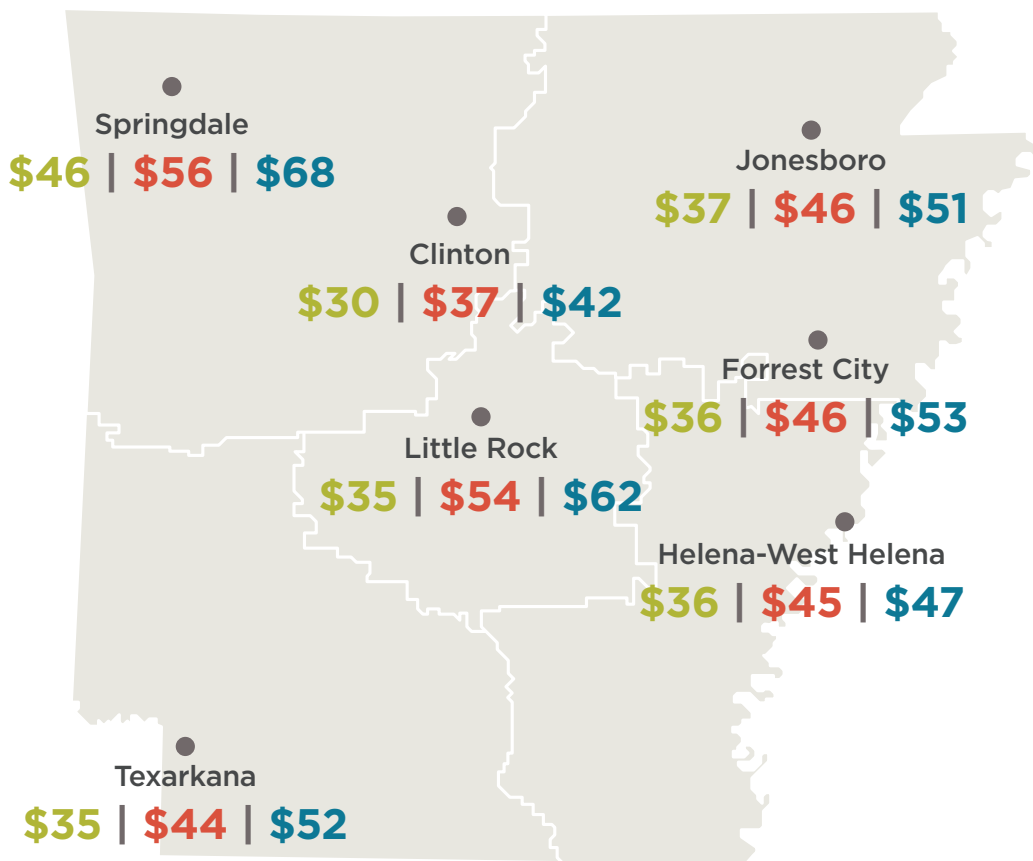 Springdale
$46 | $56 | $68
Jonesboro
$37 | $46 | $51
Clinton
$30 | $37 | $42
Forrest City
$36 | $46 | $53
Little Rock
$35 | $54 | $62
Helena-West Helena
$36 | $45 | $47
Texarkana
$35 | $44 | $52